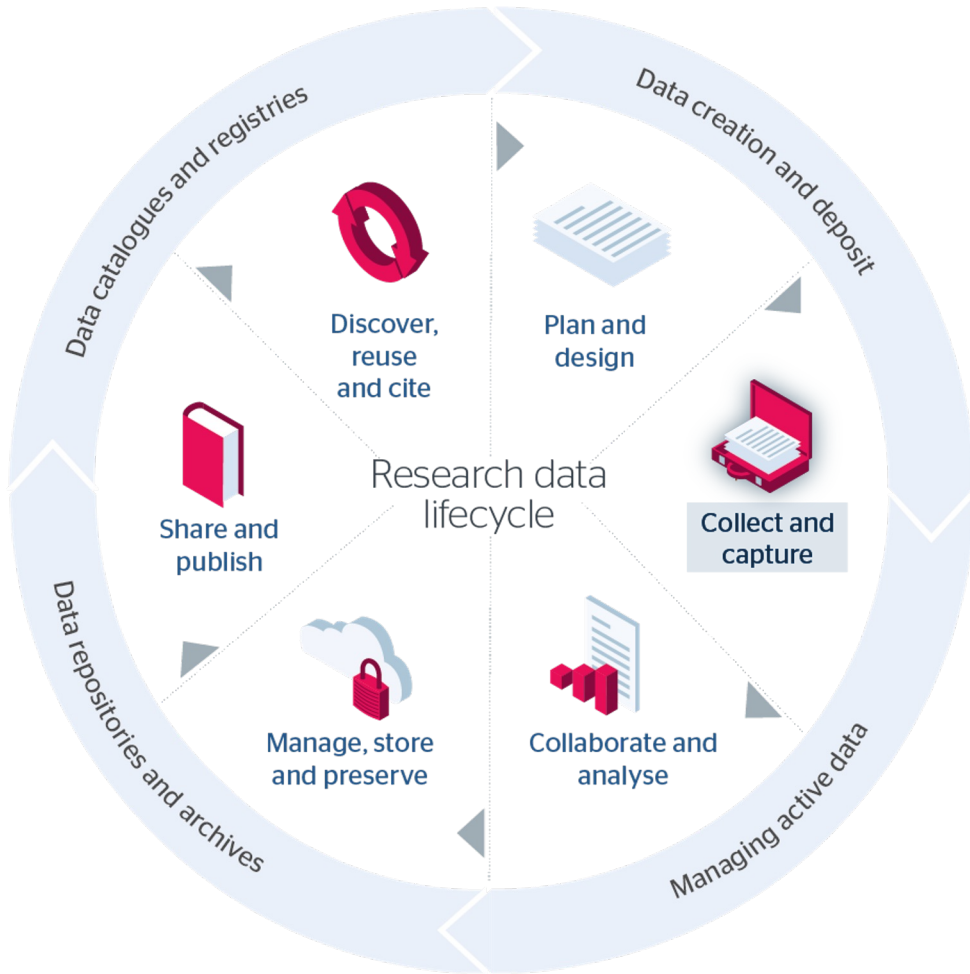 Data creation and deposit
Managing active data
Data repositories and archives
Data catalogues and registries
Plan and
design
Collect and
capture
Collaborate and
analyse
Manage, store
and preserve
Share and
publish
Discover,
reuse
and cite
Research data
lifecycle